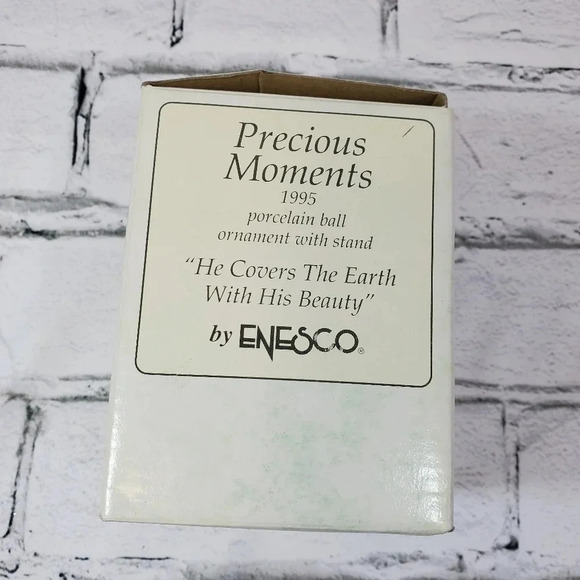 Precious
Moments
1995
porcelain ball
ornament with stand
"He Covers The Earth
With His Beauty"
by ENESCO®